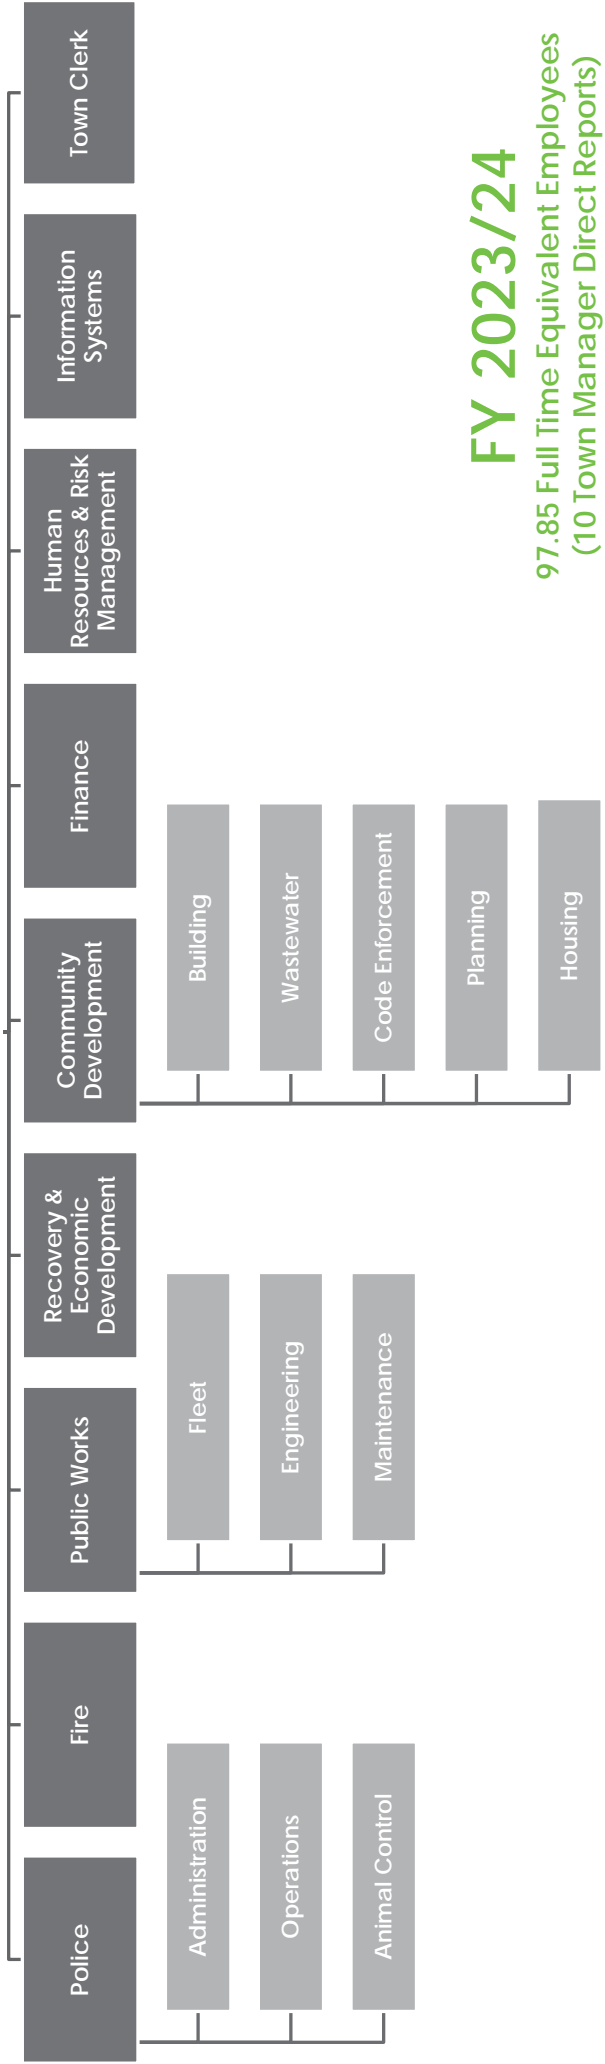 Police
Administration
Operations
Animal Control
Fire
Public Works
Fleet
Engineering
Maintenance
Recovery &
Economic
Development
Community
Development
Building
Wastewater
Code Enforcement
Planning
Housing
Finance
Human
Resources & Risk
Management
Information
Systems
Town Clerk
FY 2023/24
97.85 Full Time Equivalent Employees
(10 Town Manager Direct Reports)